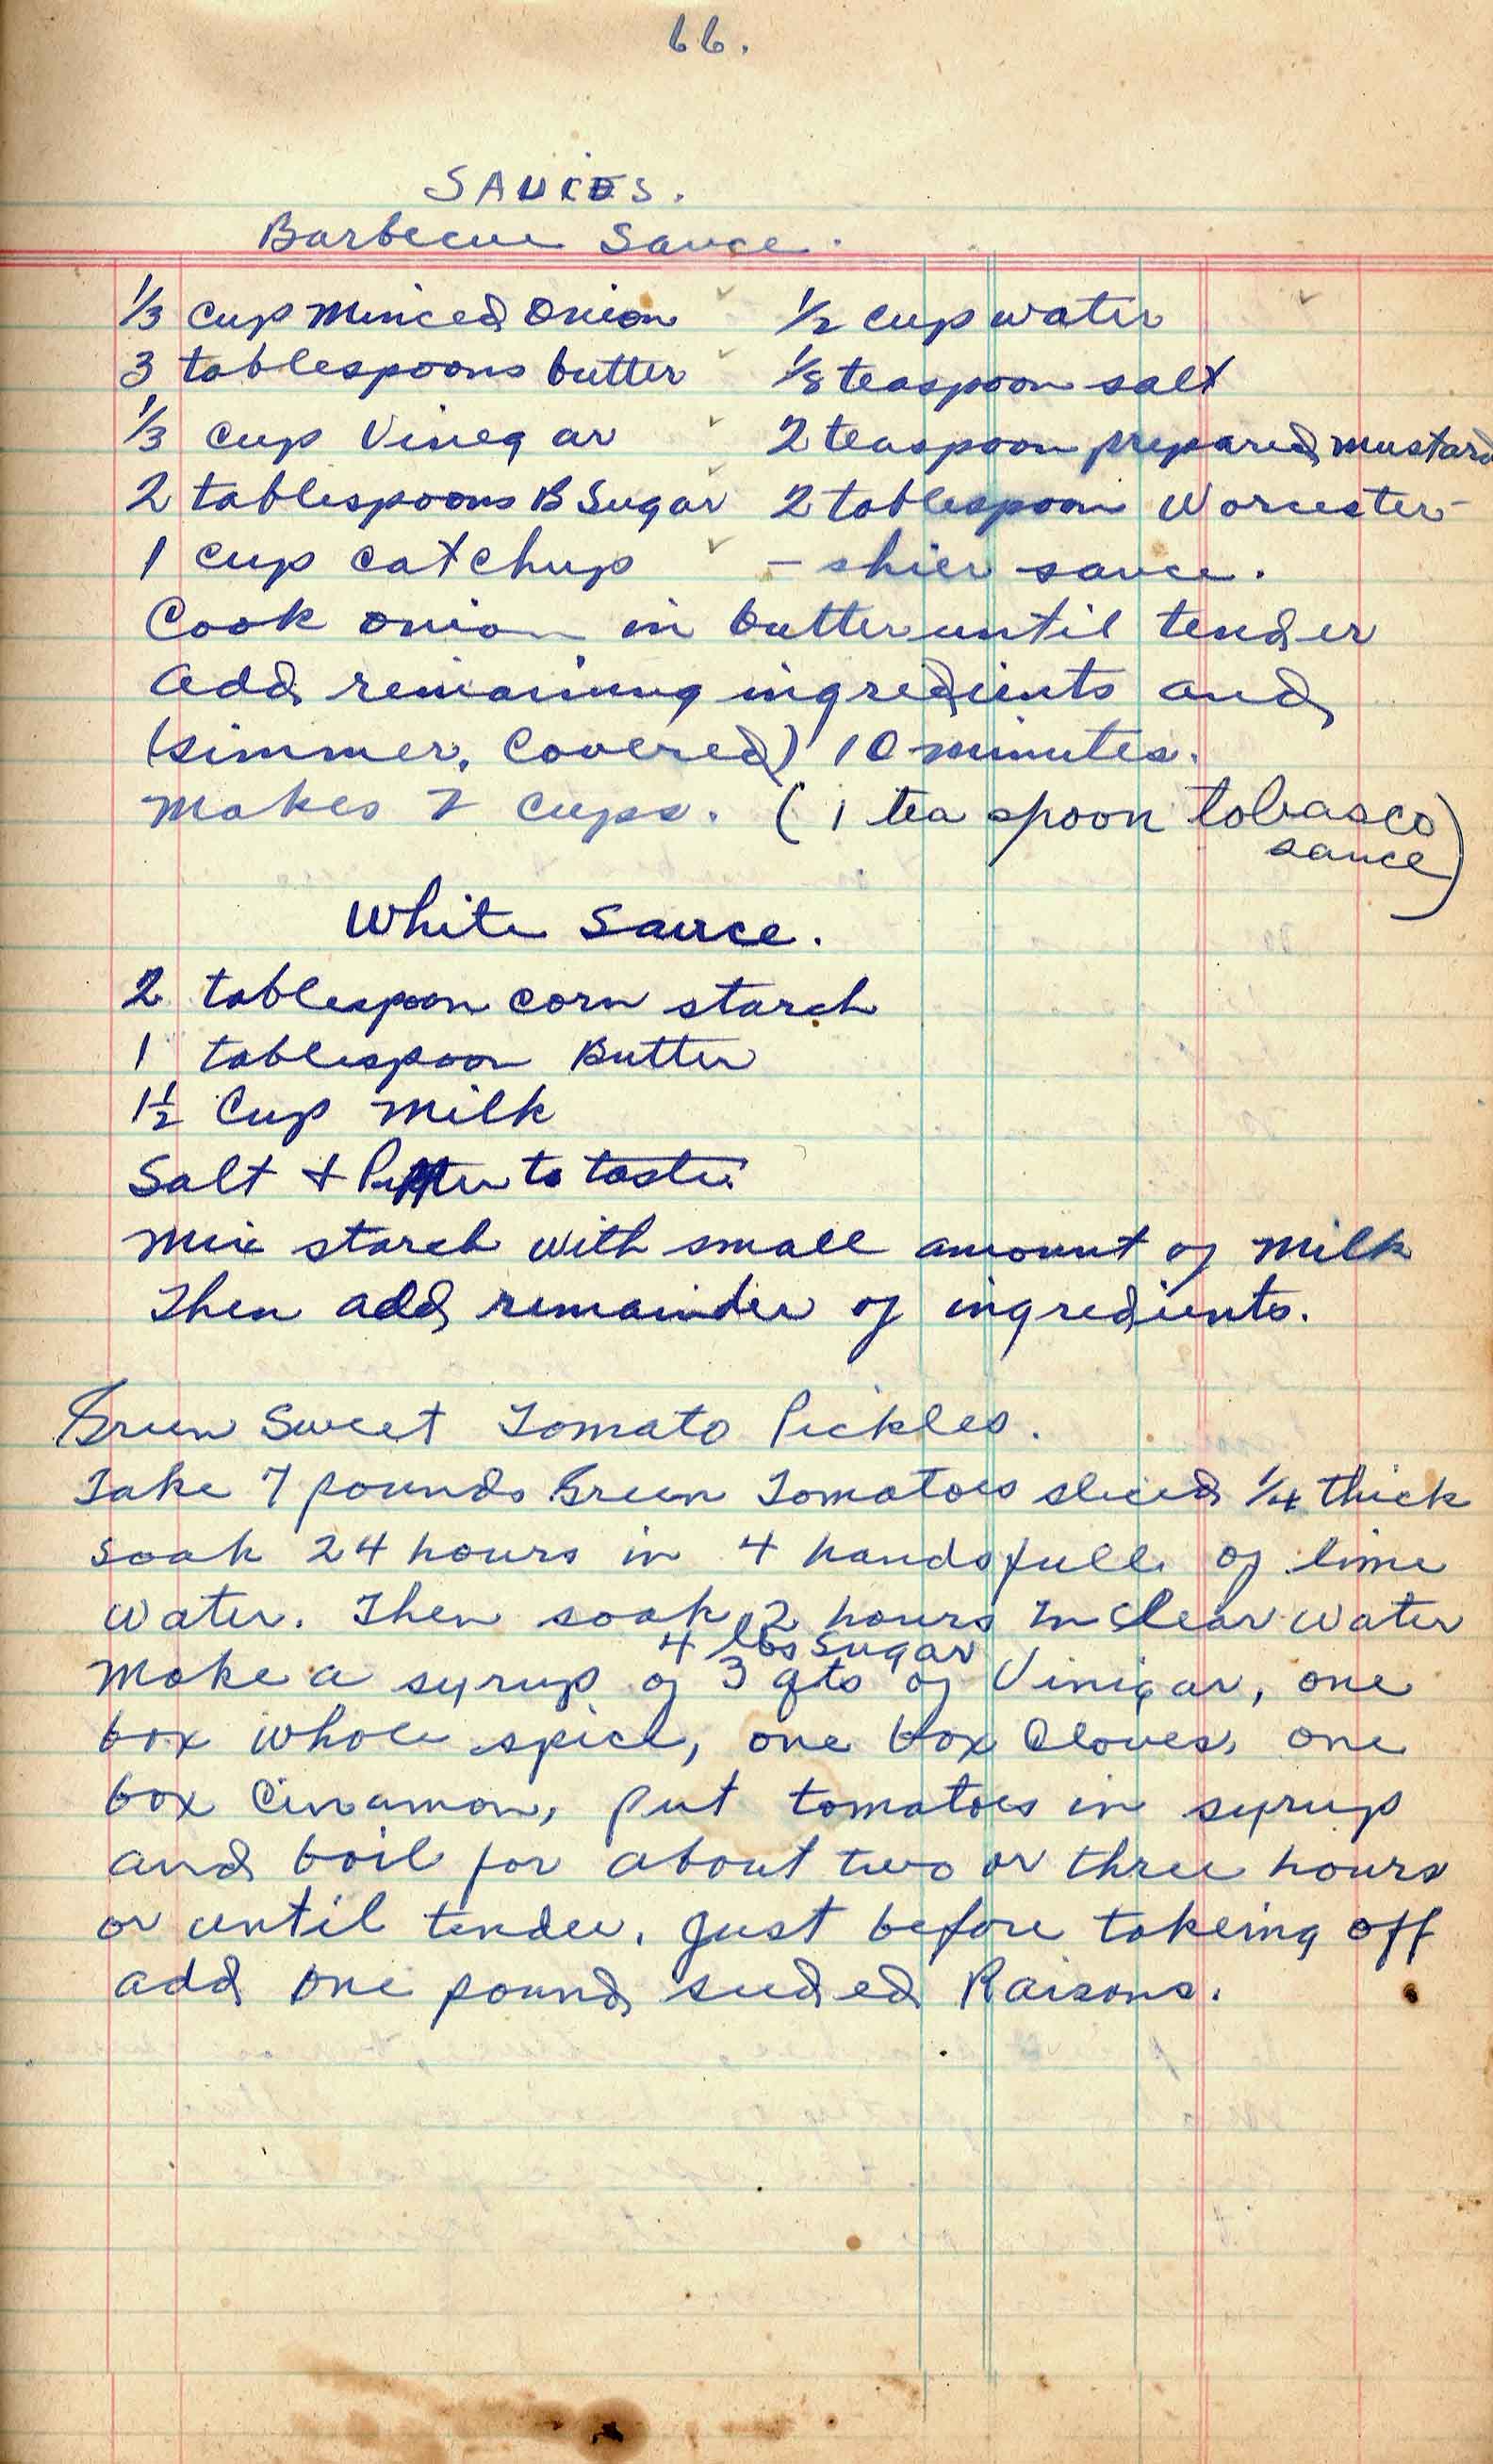 66.
SAUCES.
Barbecue Sauce.
1/3 cup minced Onion 1/2 cup water
3 tablespoons butter 1/8 teaspoon salt
1/3 cup Vinegar 2 teaspoon prepared mustard
2 tablespoons B Sugar 2 tablespoon Worcester-
1 cup catchup - shier sauce.
Cook onion in butter until tender
add remaining ingredients and
(simmer, Covered) 10 minutes.
makes 2 cups. (1 tea spoon tobasco
sauce)
White Sauce.
2 tablespoon corn starch
1 tablespoon Butter
1 1/2 Cup milk
Salt + Pepper to taste
mix starch with small amount of milk
Then add remainder of ingredients.
Green Sweet Tomato Pickles.
Take 7 pounds Green Tomatoes sliced 1/4 thick
soak 24 hours in 4 handsfull of lime
water. Then soak 2 hours in clear water
4 lbs sugar
make a syrup of 3 qts of Vinigar, one
box whole spice, one box Cloves, one
box Cinamon, put tomatoes in syrup
and boil for about two or three hours
or until tender. Just before takeing off
add one pound seeded Raisons.